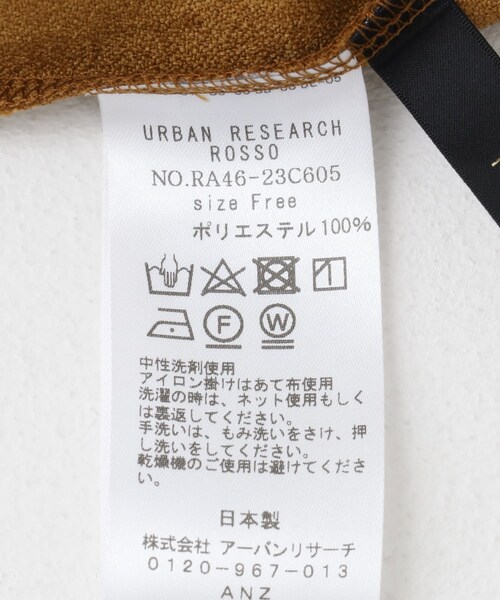 URBAN RESEARCH
ROSSO
NO.RA46-23C605
size Free
ポリエステル100%
F
W
中性洗剤使用
アイロン掛けはあて布使用
洗濯の時は、ネット使用もしく
は裏返してください。
手洗いは、もみ洗いをさけ、押
し洗いをしてください。
乾燥機のご使用は避けてくださ
い。
日本製
株式会社 アーバンリサーチ
0120-967-013
ANZ